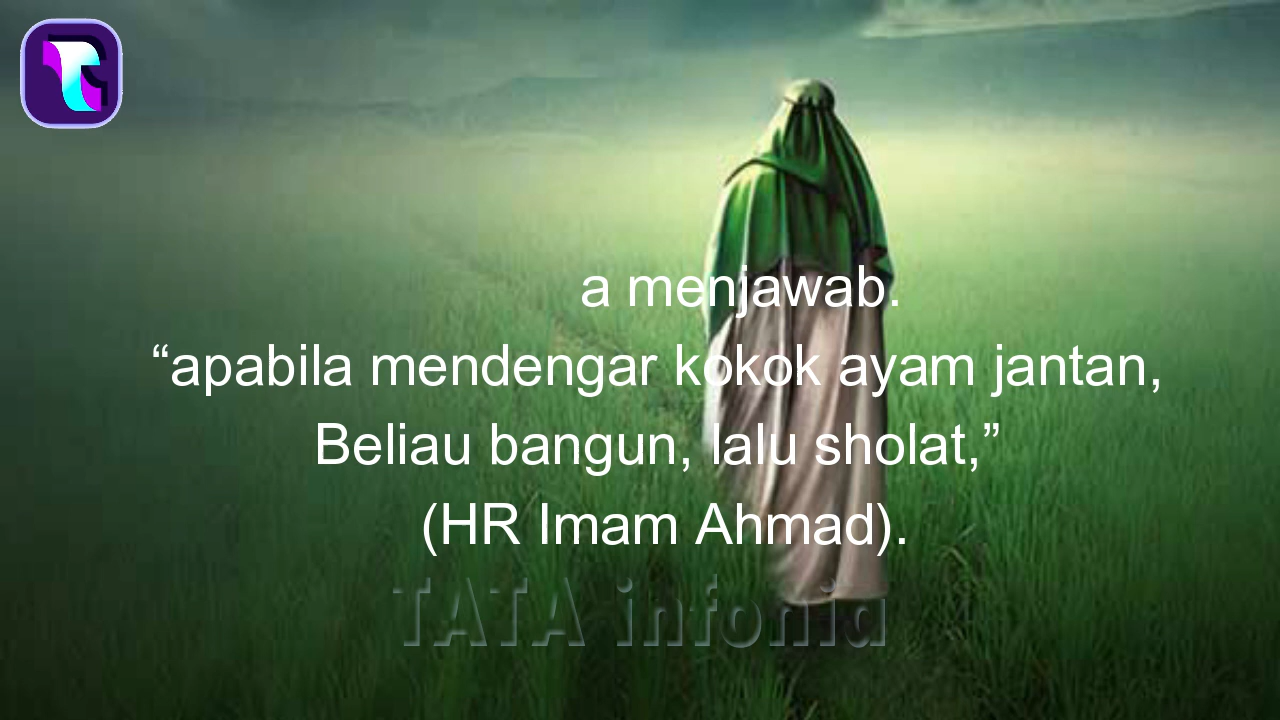 a menjawab.
“apabila mendengar kokok ayam jantan,
Beliau bangun, lalu sholat,”
(HR Imam Ahmad).
TATA infonia